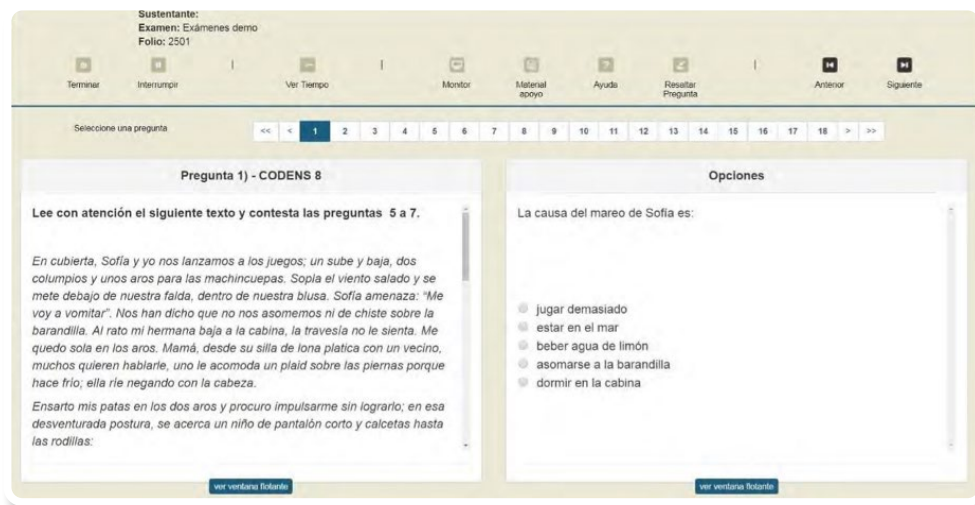 Sustentante:
Examen: Exámenes demo
Folio: 2501
Terminar Interrumpir Ver Tiempo Monitor Material apoyo Ayuda Resaltar Pregunta Anterior Siguiente
Seleccione una pregunta << < 1 2 3 4 5 6 7 8 9 10 11 12 13 14 15 16 17 18 > >>
Pregunta 1) - CODENS 8
Lee con atención el siguiente texto y contesta las preguntas 5 a 7.
En cubierta, Sofía y yo nos lanzamos a los juegos; un sube y baja, dos
columpios y unos aros para las machincuepas. Sopla el viento salado y se
mete debajo de nuestra falda, dentro de nuestra blusa. Sofía amenaza: “Me
voy a vomitar”. Nos han dicho que no nos asomemos ni de chiste sobre la
barandilla. Al rato mi hermana baja a la cabina, la travesía no le sienta. Me
quedo sola en los aros. Mamá, desde su silla de lona platica con un vecino,
muchos quieren hablarle, uno le acomoda un plaid sobre las piernas porque
hace frío; ella ríe negando con la cabeza.
Ensarto mis patas en los dos aros y procuro impulsarme sin lograrlo; en esa
desventurada postura, se acerca un niño de pantalón corto y calcetas hasta
las rodillas:
ver ventana flotante
Opciones
La causa del mareo de Sofía es:
jugar demasiado
estar en el mar
beber agua de limón
asomarse a la barandilla
dormir en la cabina
ver ventana flotante